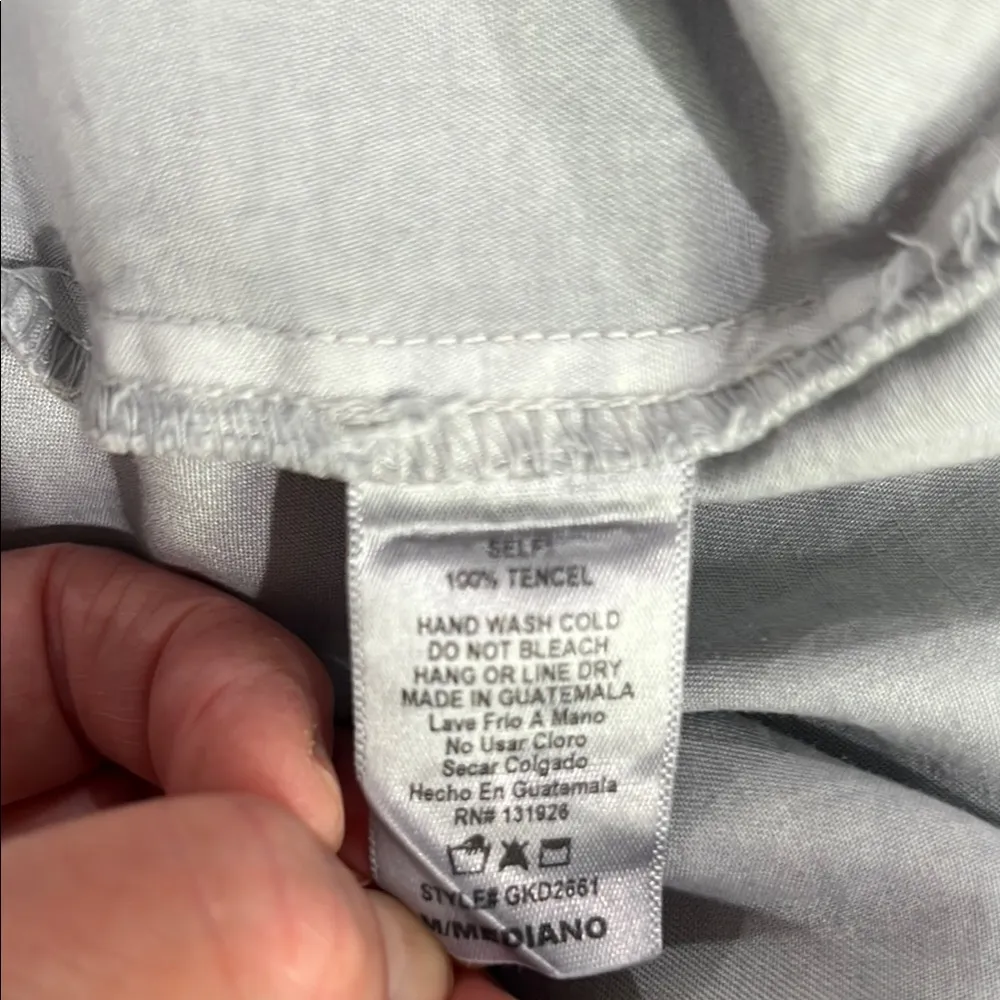 SELF:
100% TENCEL
HAND WASH COLD
DO NOT BLEACH
HANG OR LINE DRY
MADE IN GUATEMALA
Lave Frio A Mano
No Usar Cloro
Secar Colgado
Hecho En Guatemala
RN# 131926
STYLE# GKD2661
M/MEDIANO